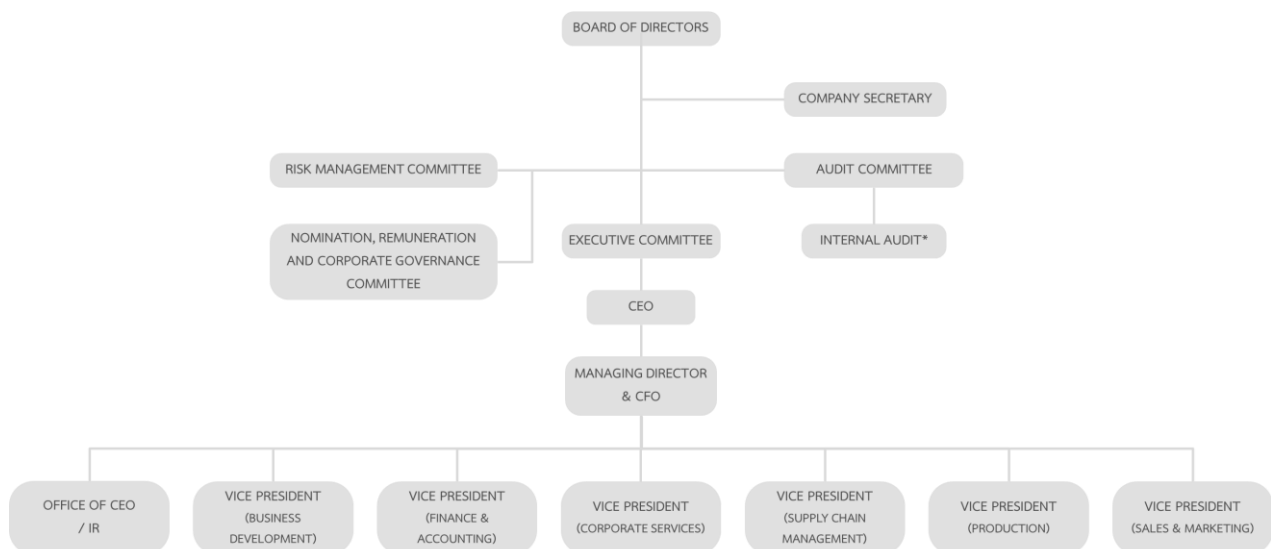 BOARD OF DIRECTORS
COMPANY SECRETARY
RISK MANAGEMENT COMMITTEE
AUDIT COMMITTEE
NOMINATION, REMUNERATION
AND CORPORATE GOVERNANCE
COMMITTEE
EXECUTIVE COMMITTEE
INTERNAL AUDIT*
CEO
MANAGING DIRECTOR
& CFO
OFFICE OF CEO
/ IR
VICE PRESIDENT
(BUSINESS
DEVELOPMENT)
VICE PRESIDENT
(FINANCE &
ACCOUNTING)
VICE PRESIDENT
(CORPORATE SERVICES)
VICE PRESIDENT
(SUPPLY CHAIN
MANAGEMENT)
VICE PRESIDENT
(PRODUCTION)
VICE PRESIDENT
(SALES & MARKETING)